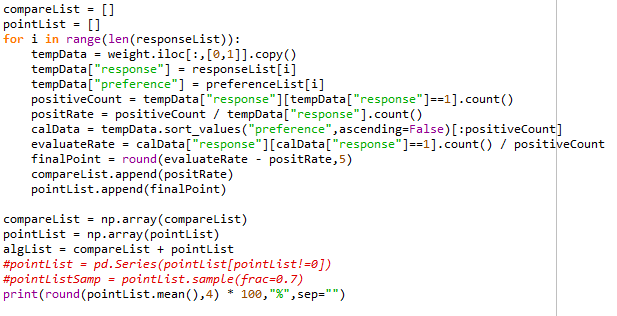 compareList = []
pointList = []
for i in range(len(responseList)):
    tempData = weight.iloc[:,[0,1]].copy()
    tempData["response"] = responseList[i]
    tempData["preference"] = preferenceList[i]
    positiveCount = tempData["response"][tempData["response"]==1].count()
    positRate = positiveCount / tempData["response"].count()
    calData = tempData.sort_values("preference",ascending=False)[:positiveCount]
    evaluateRate = calData["response"][calData["response"]==1].count() / positiveCount
    finalPoint = round(evaluateRate - positRate,5)
    compareList.append(positRate)
    pointList.append(finalPoint)

compareList = np.array(compareList)
pointList = np.array(pointList)
algList = compareList + pointList
#pointList = pd.Series(pointList[pointList!=0])
#pointListSamp = pointList.sample(frac=0.7)
print(round(pointList.mean(),4) * 100,"%",sep="")